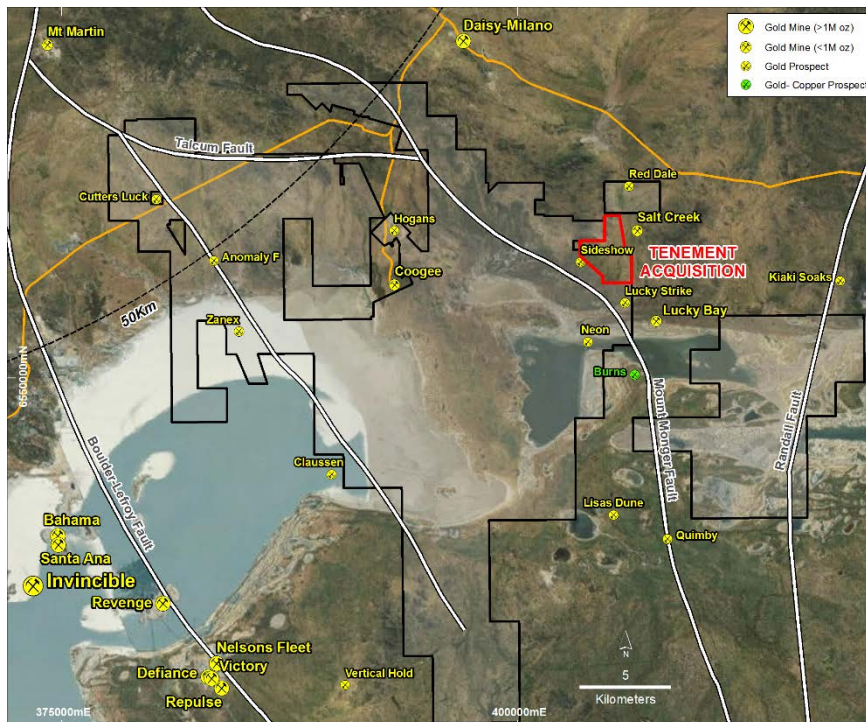 Mt Martin
Daisy-Milano
Gold Mine (>1M oz)
Gold Mine (<1M oz)
Gold Prospect
Gold- Copper Prospect
Talcum Fault
Cutters Luck
Red Dale
Hogans
Salt Creek
Anomaly F
Sideshow
TENEMENT
ACQUISITION
Coogee
Kiaki Soaks
50Km
Lucky Strike
Zanex
Lucky Bay
Neon
6550000mN
Burns
Mount Monger Fault
Randall Fault
Boulder-Lefroy Fault
Claussen
Lisas Dune
Bahama
Santa Ana
Quimby
Invincible
Revenge
N
Nelsons Fleet
Victory
Defiance
Repulse
Vertical Hold
5
Kilometers
375000mE
400000mE